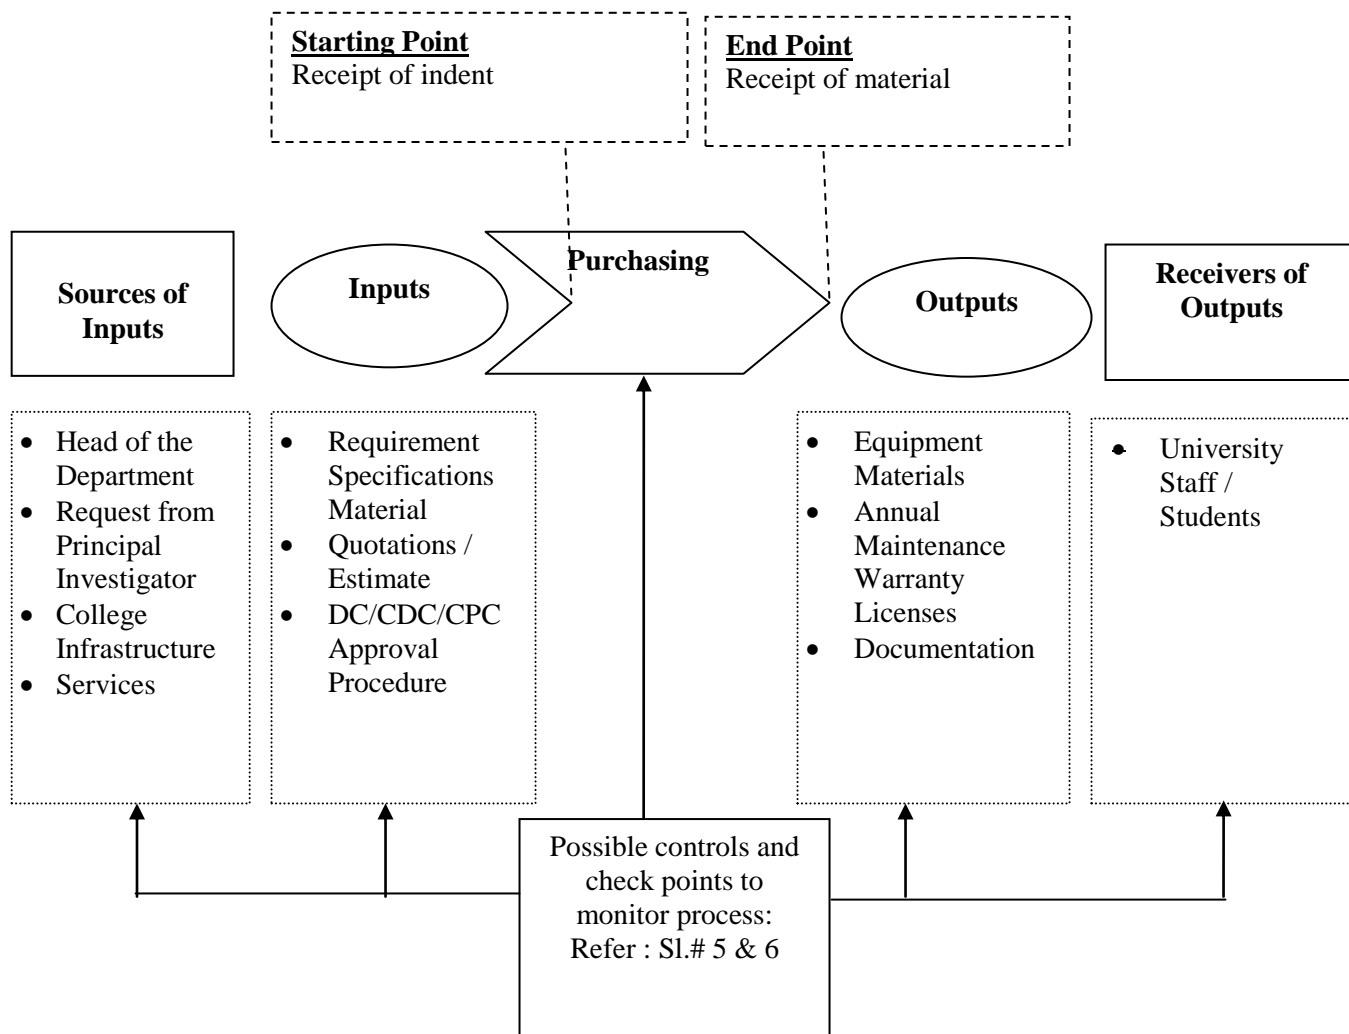 Starting Point
Receipt of indent
End Point
Receipt of material
Sources of
Inputs
Inputs
Purchasing
Outputs
Receivers of
Outputs
• Head of the
Department
• Request from
Principal
Investigator
• College
Infrastructure
• Services
• Requirement
Specifications
Material
• Quotations /
Estimate
• DC/CDC/CPC
Approval
Procedure
• Equipment
Materials
• Annual
Maintenance
Warranty
Licenses
• Documentation
• University
Staff /
Students
Possible controls and
check points to
monitor process:
Refer : Sl.# 5 & 6